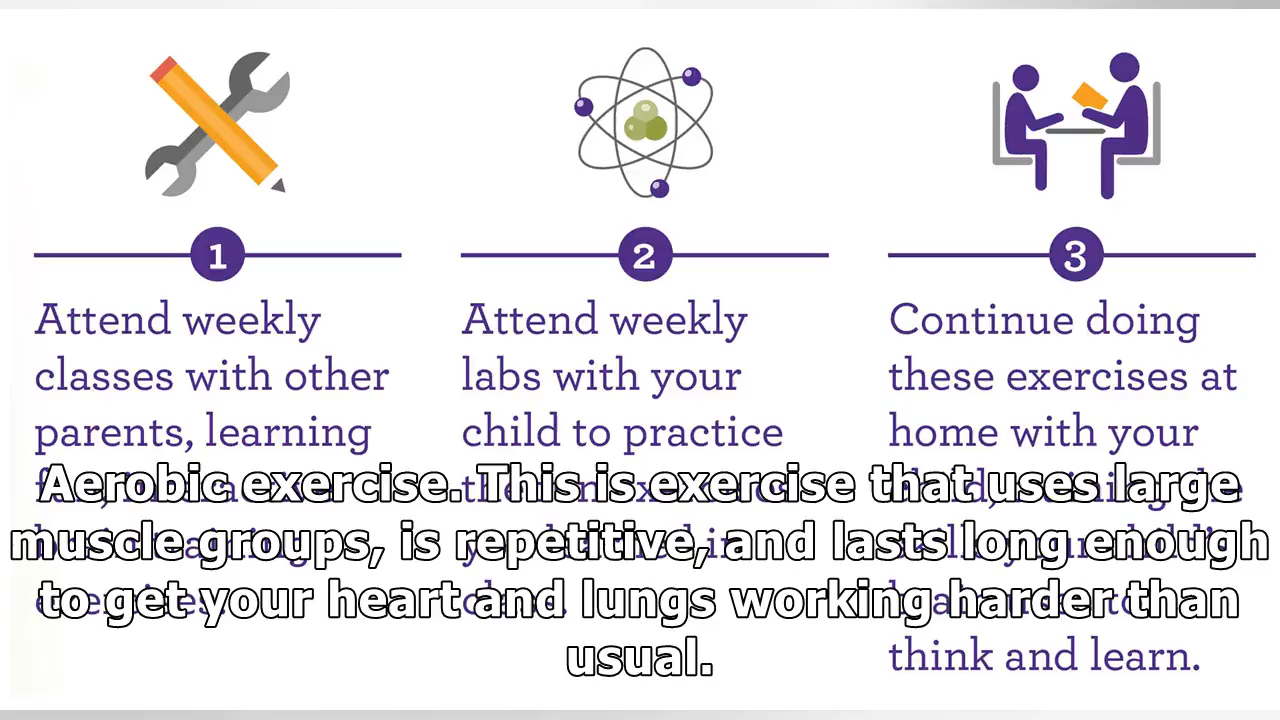 1
Attend weekly
classes with other
parents, learning
2
Attend weekly
labs with your
child to practice
3
Continue doing
these exercises at
home with your
think and learn.
Aerobic exercise. This is exercise that uses large
muscle groups, is repetitive, and lasts long enough
to get your heart and lungs working harder than
usual.